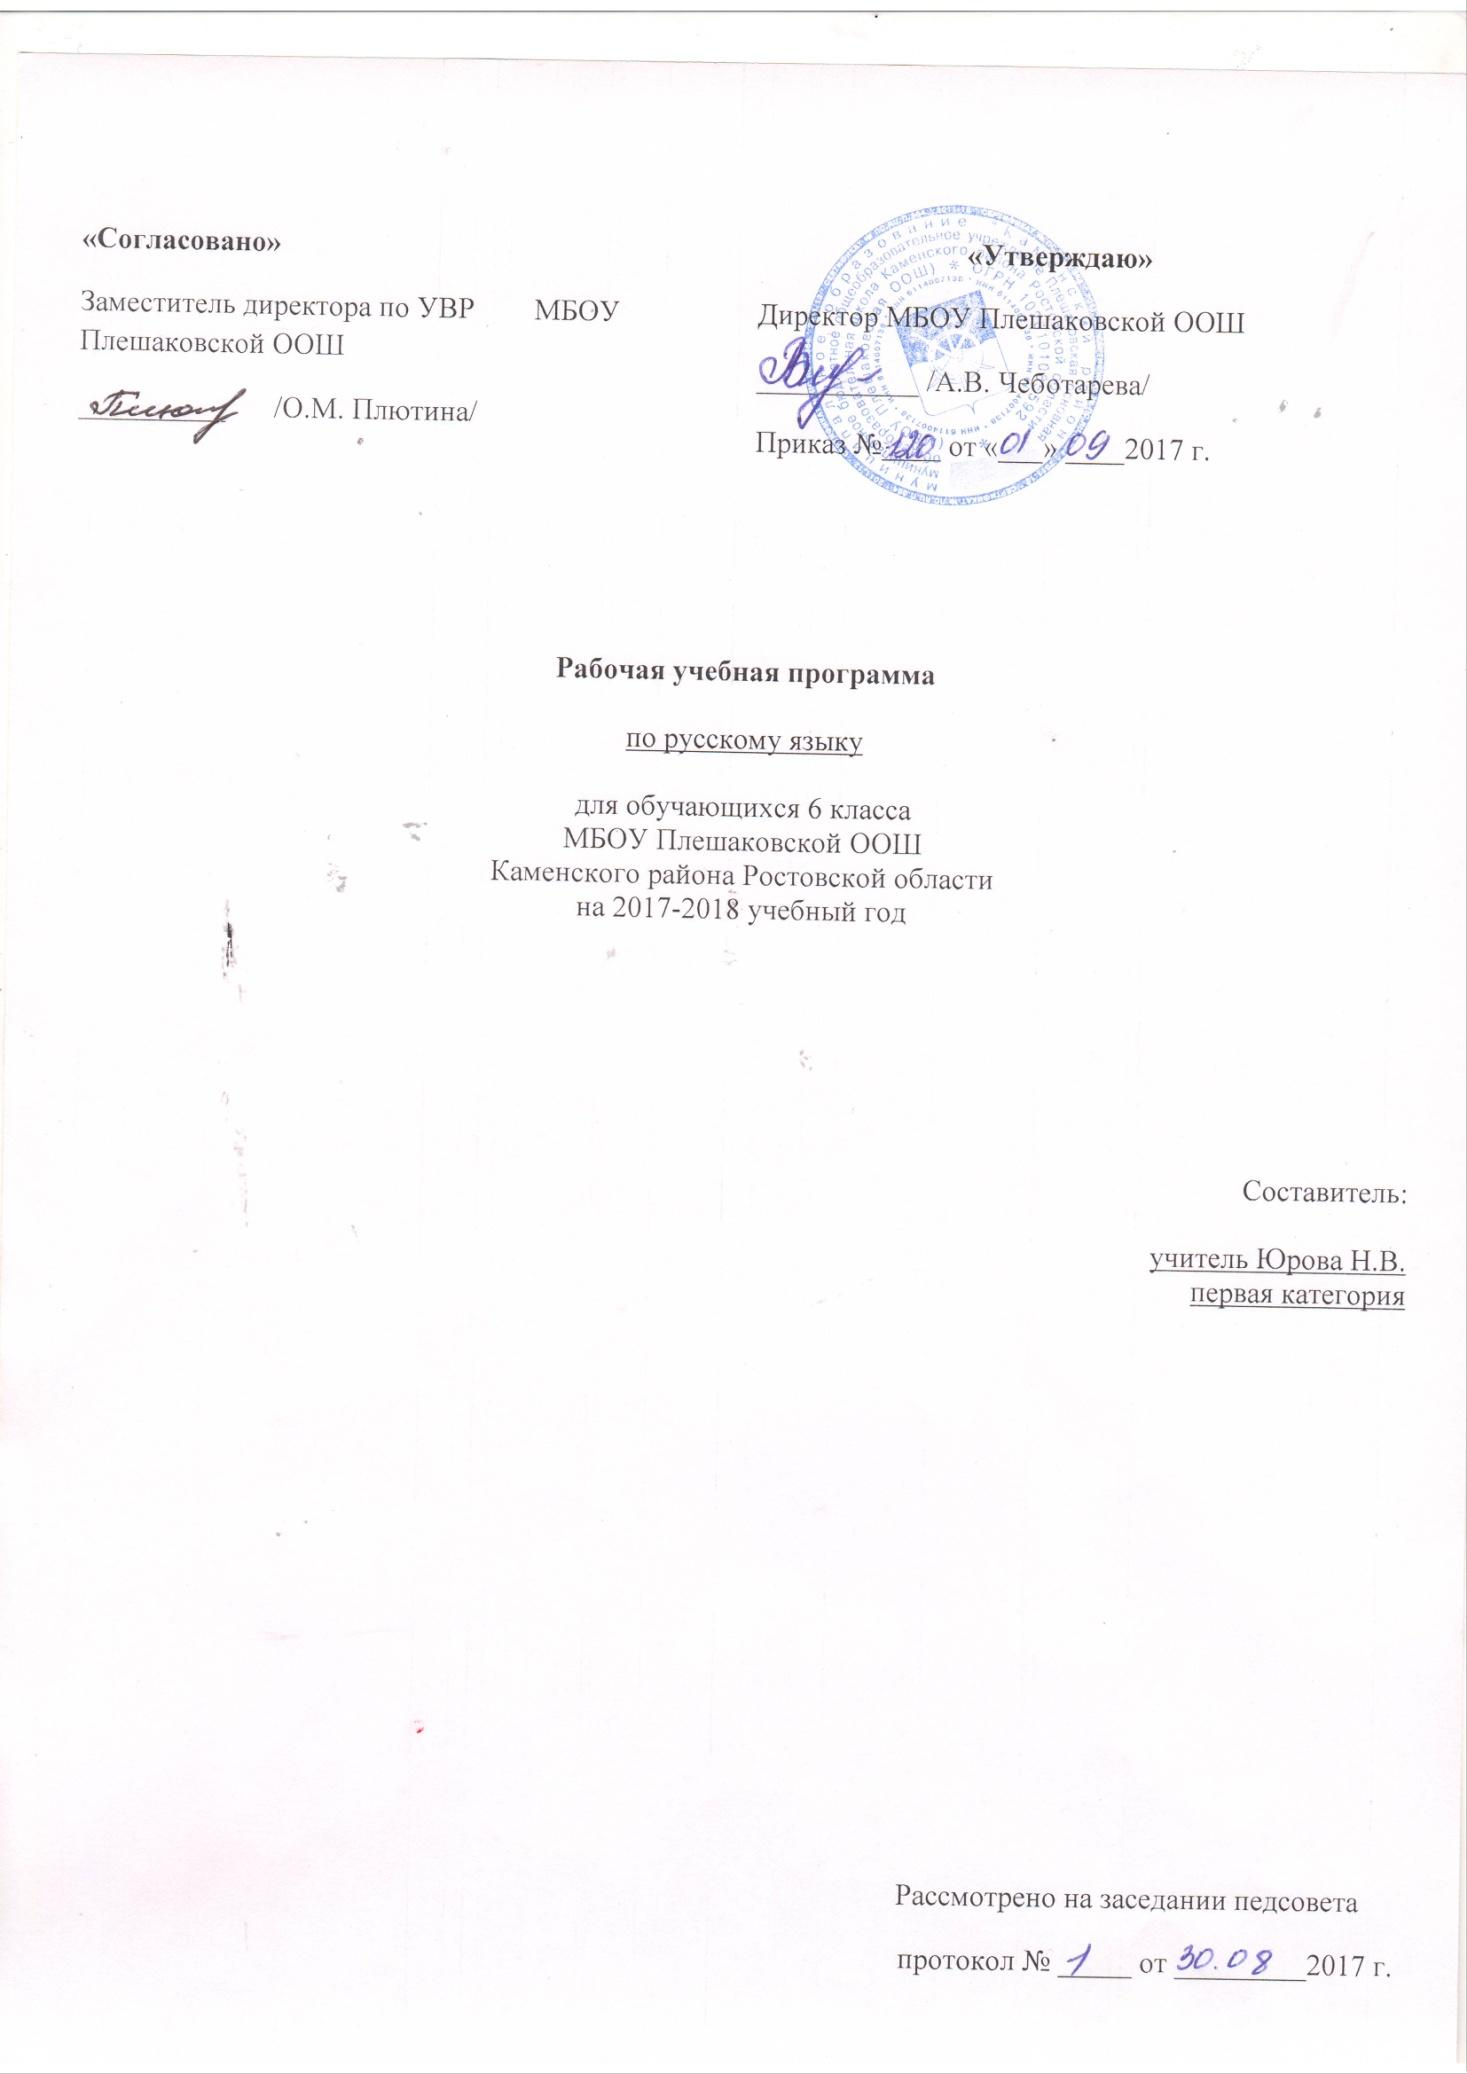 «Согласовано»
Заместитель директора по УВР МБОУ
Плешаковской ООШ
/О.М. Плютина/
«Утверждаю»
Директор МБОУ Плешаковской ООШ
/А.В. Чеботарева/
Приказ № 120 от «01» 09 2017 г.
Рабочая учебная программа
по русскому языку
для обучающихся 6 класса
МБОУ Плешаковской ООШ
Каменского района Ростовской области
на 2017-2018 учебный год
Составитель:
учитель Юрова Н.В.
первая категория
Рассмотрено на заседании педсовета
протокол № 1 от 30.08 2017 г.